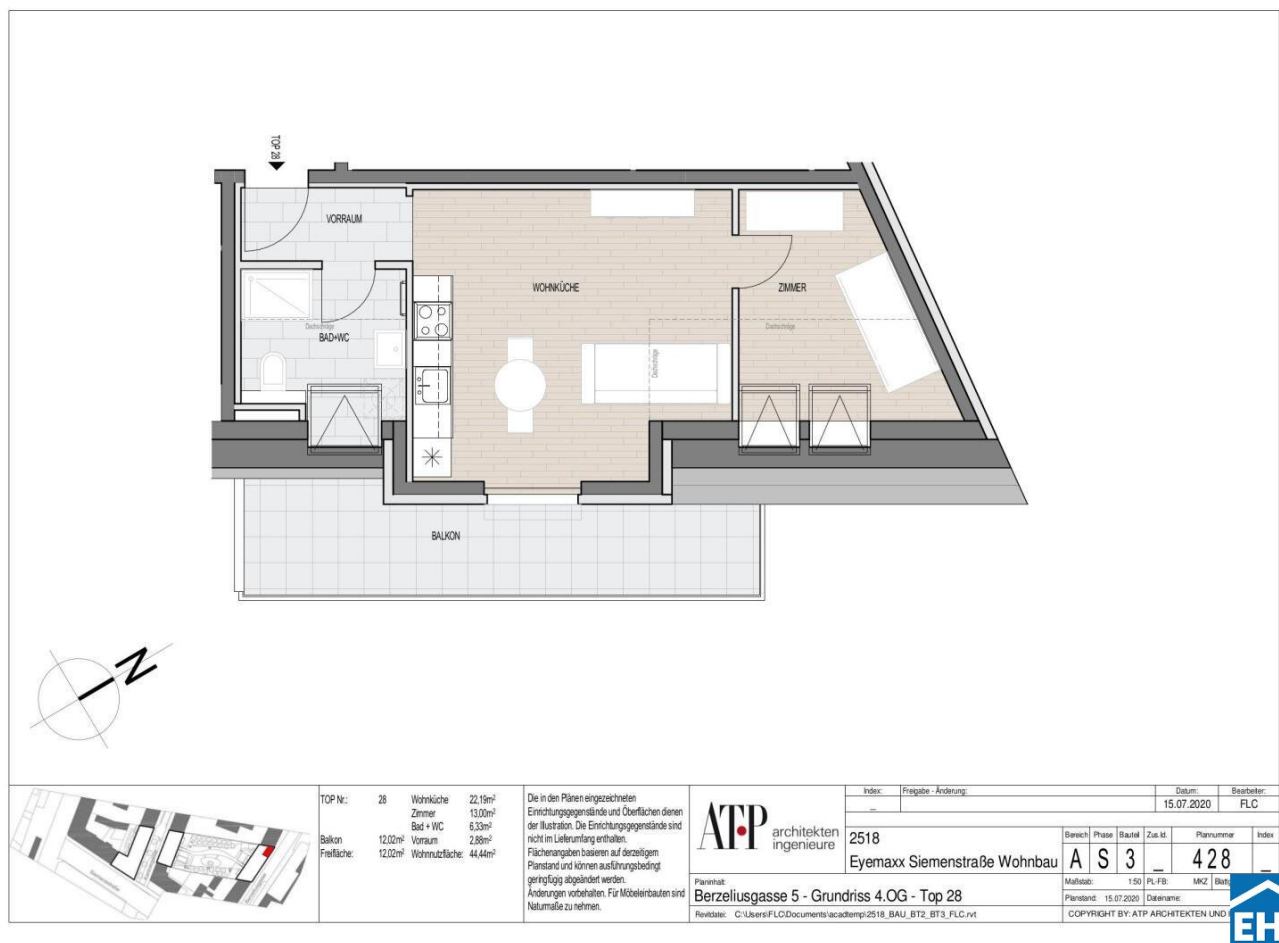 TOP 28
VORRAUM
WOHNKÜCHE
ZIMMER
Dachschräge
Dachschräge
BAD+WC
Dachschräge
BALKON
N
TOP Nr.: 28 Wohnküche 22,19m²
Zimmer 13,00m²
Bad + WC 6,33m²
Balkon 12,02m² Vorraum 2,88m²
Freifläche: 12,02m² Wohnnutzfläche: 44,44m²
Die in den Plänen eingezeichneten
Einrichtungsgegenstände und Oberflächen dienen
der Illustration. Die Einrichtungsgegenstände sind
nicht im Lieferumfang enthalten.
Flächenangaben basieren auf derzeitigem
Planstand und können ausführungsbedingt
geringfügig abgeändert werden.
Änderungen vorbehalten. Für Möbeleinbauten sind
Naturmaße zu nehmen.
ATP architekten
ingenieure
Index: Freigabe - Änderung: Datum: Bearbeiter:
_ 15.07.2020 FLC
2518
Eyemaxx Siemenstraße Wohnbau
Bereich Phase Bauteil Zus.Id. Plannummer Index
A S 3 _ 428 _
Planinhalt:
Berzeliusgasse 5 - Grundriss 4.OG - Top 28
Maßstab: 1:50 PL-FB: MKZ
Planstand: 15.07.2020 Dateiname:
Revitdatei: C:\Users\FLC\Documents\acadtemp\2518_BAU_BT2_BT3_FLC.rvt
COPYRIGHT BY: ATP ARCHITEKTEN UND
EH